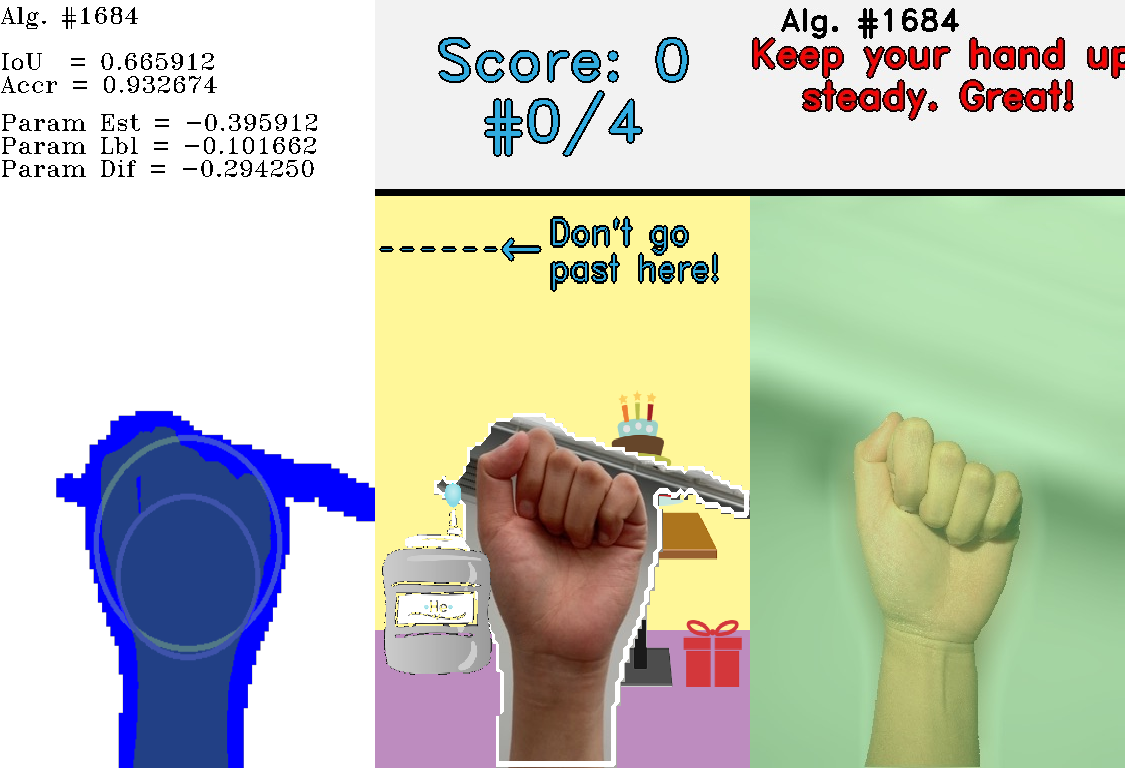 Alg. #1684
IoU = 0.665912
Accr = 0.932674
Param Est = −0.395912
Param Lbl = −0.101662
Param Dif = −0.294250
Score: 0
#0/4
Don't go
past here!
Alg. #1684
Keep your hand up
steady. Great!